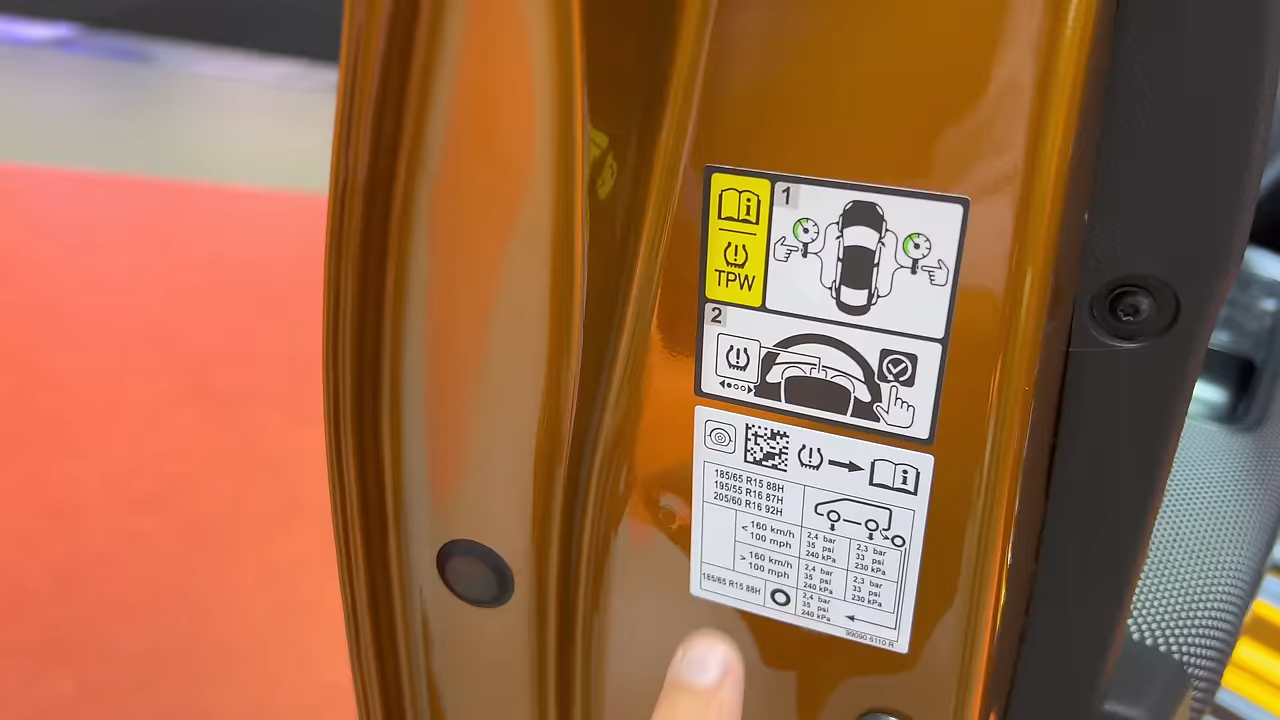 1
TPW
2
185/65 R15 88H
195/55 R16 87H
205/60 R16 92H
< 160 km/h
100 mph
2,4 bar
35 psi
240 kPa
2,3 bar
33 psi
230 kPa
> 160 km/h
100 mph
2,4 bar
35 psi
240 kPa
2,3 bar
33 psi
230 kPa
185/65 R15 88H
2,4 bar
35 psi
240 kPa
99090 6110 R